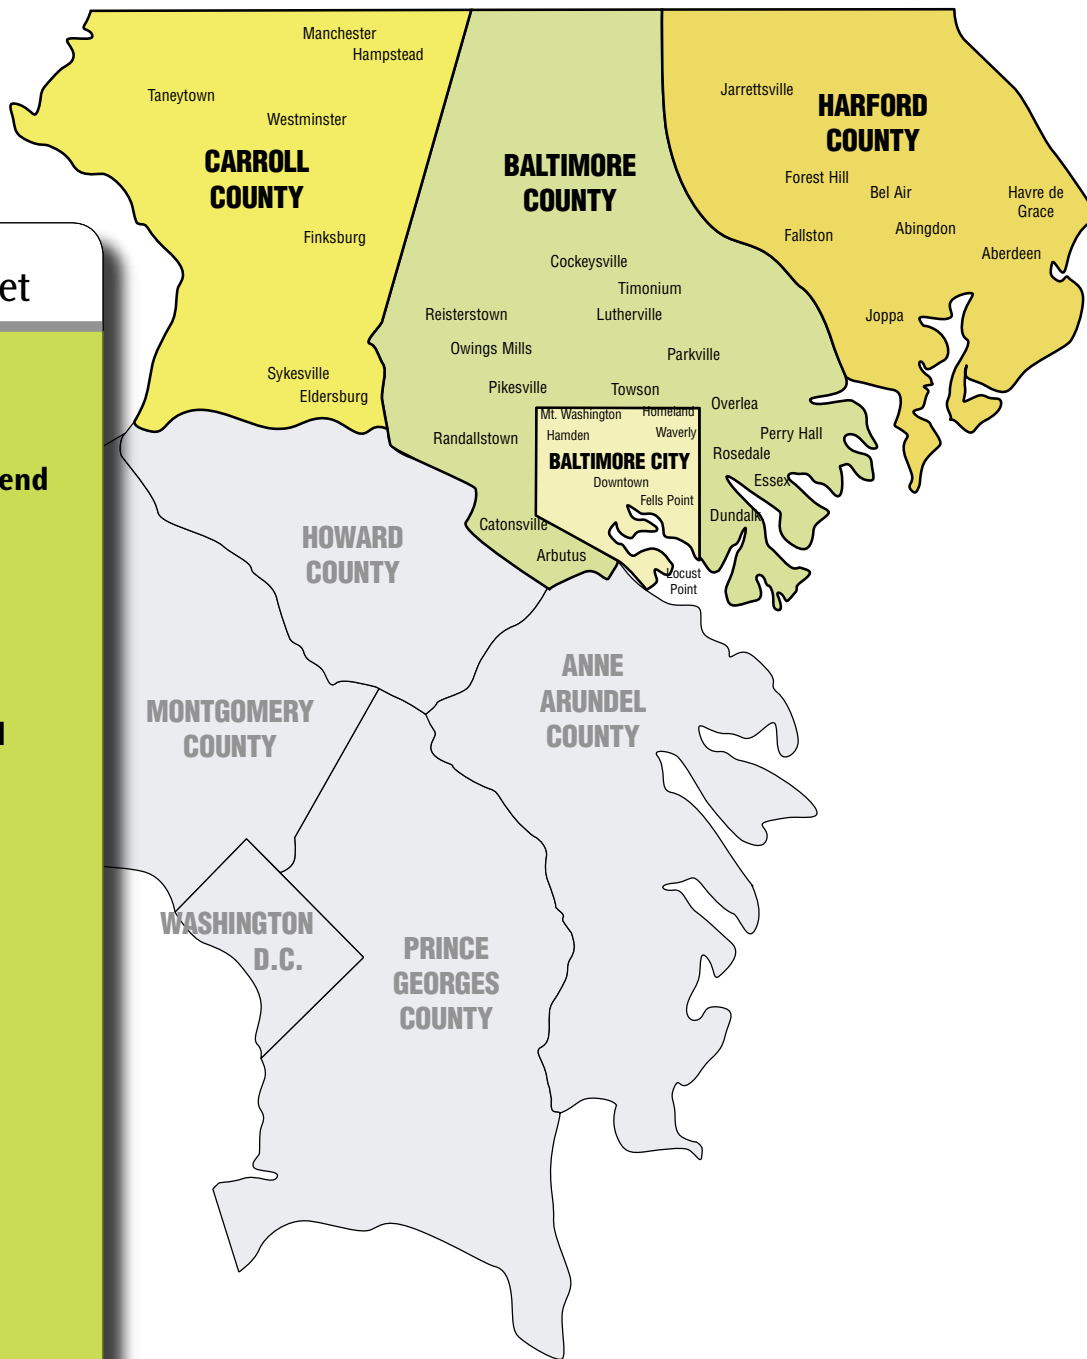 Manchester
Hampstead
Taneytown
Westminster
CARROLL
COUNTY
Finksburg
Sykesville
Eldersburg
BALTIMORE
COUNTY
Cockeysville
Timonium
Reisterstown
Lutherville
Owings Mills
Parkville
Pikesville
Towson
Overlea
Randallstown
Perry Hall
Rosedale
Essex
Dundalk
Catonsville
Arbutus
Mt. Washington
Homeland
Hamden
Waverly
BALTIMORE CITY
Downtown
Fells Point
Locust
Point
Jarrettsville
HARFORD
COUNTY
Forest Hill
Bel Air
Havre de
Grace
Abingdon
Fallston
Aberdeen
Joppa
et
end
HOWARD
COUNTY
MONTGOMERY
COUNTY
ANNE
ARUNDEL
COUNTY
WASHINGTON
D.C.
PRINCE
GEORGES
COUNTY